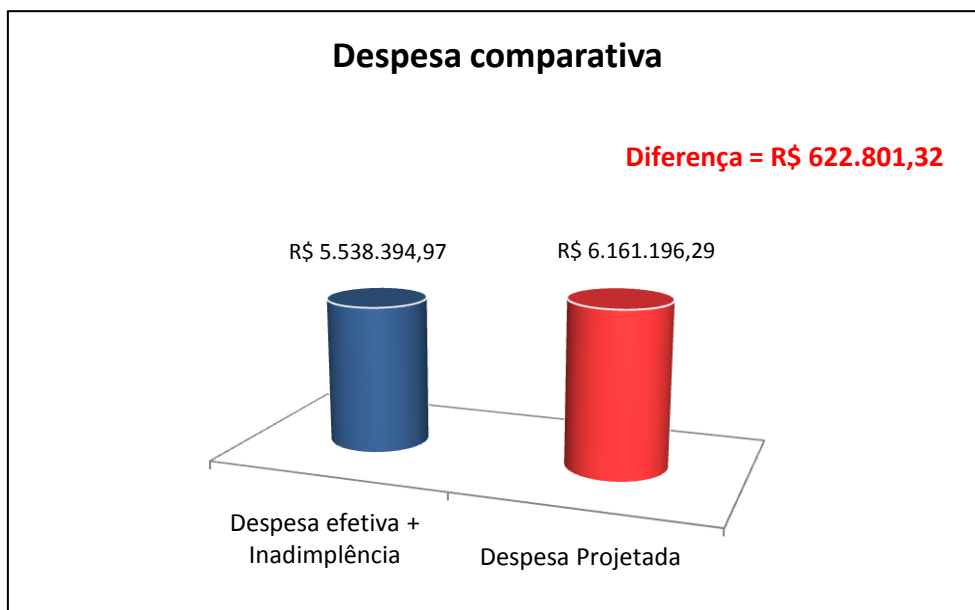 Despesa comparativa
Diferença = R$ 622.801,32
R$ 5.538.394,97
R$ 6.161.196,29
Despesa efetiva +
Inadimplência
Despesa Projetada